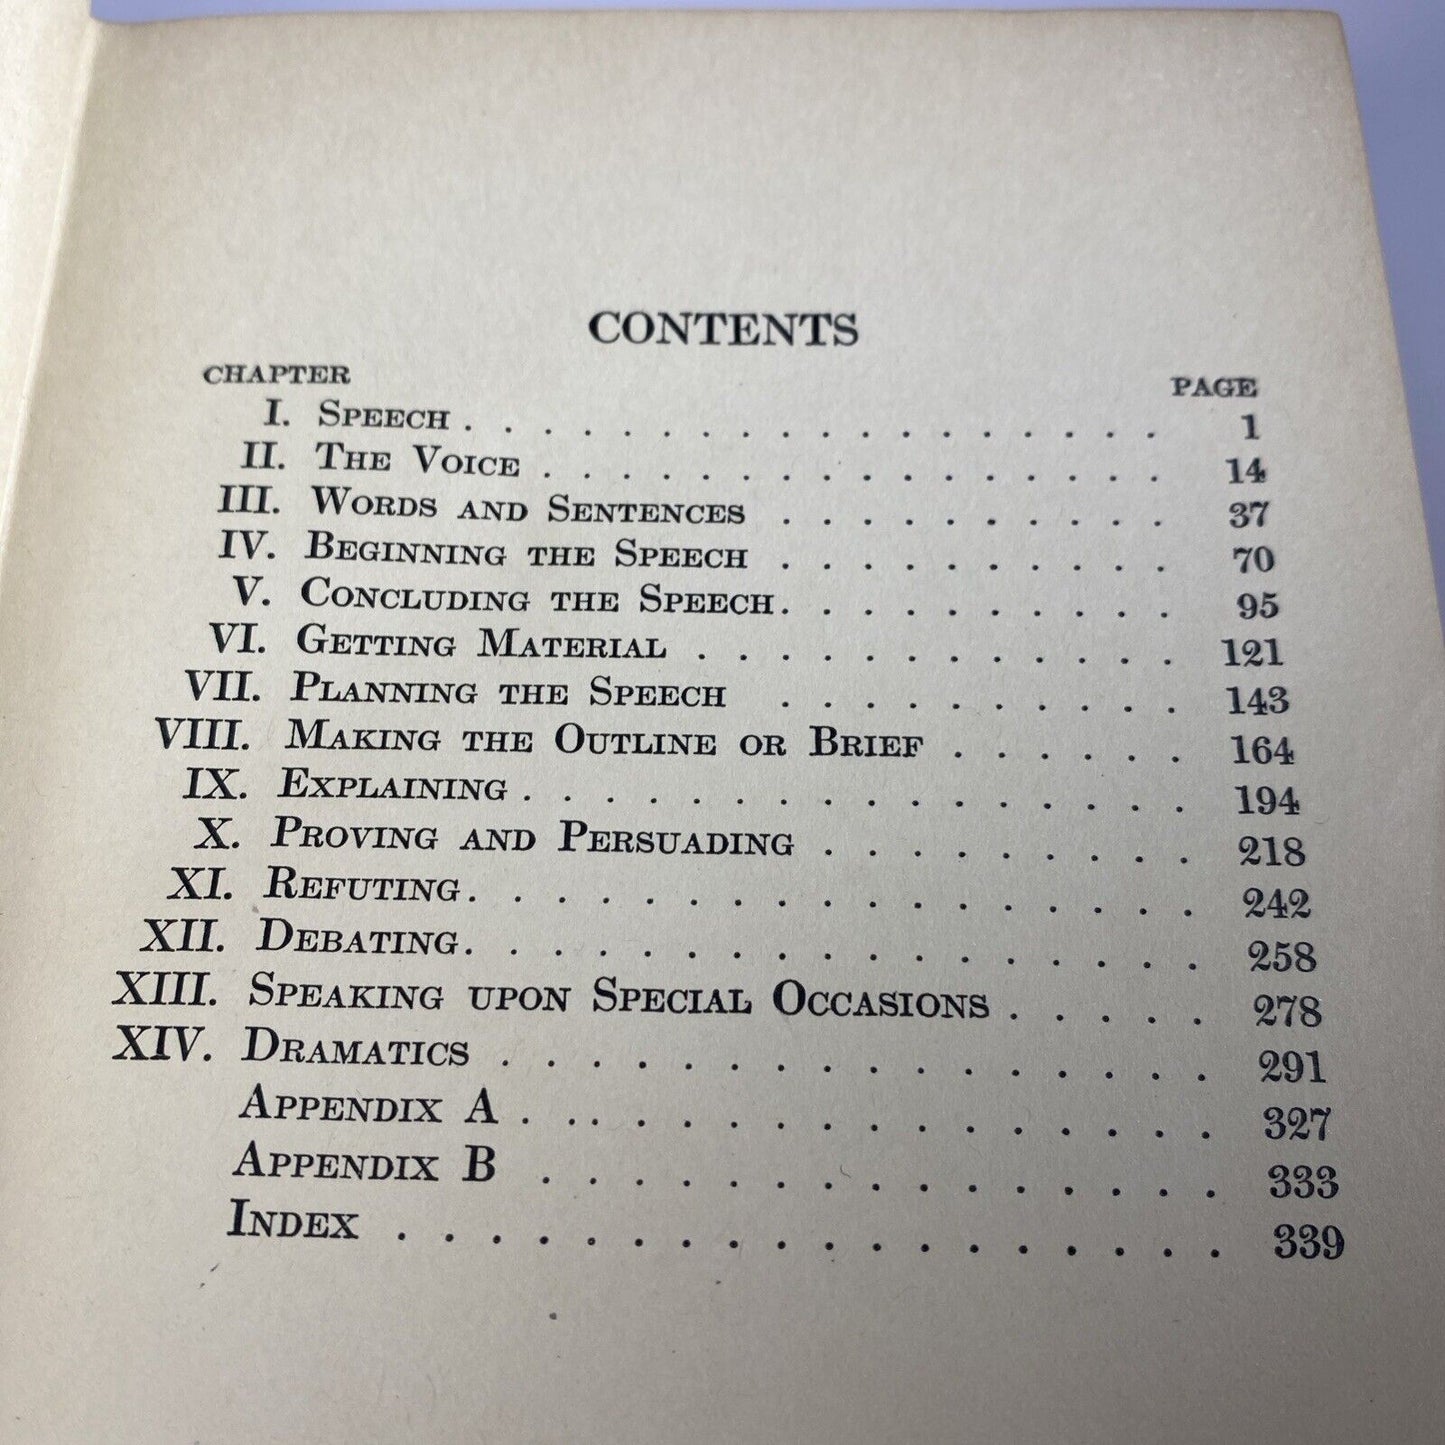 CONTENTS
CHAPTER PAGE
I. SPEECH . . . . . . . . . . . . . . . . . . 1
II. THE VOICE . . . . . . . . . . . . . . . . 14
III. WORDS AND SENTENCES . . . . . . . . . . 37
IV. BEGINNING THE SPEECH . . . . . . . . . . 70
V. CONCLUDING THE SPEECH . . . . . . . . . . 95
VI. GETTING MATERIAL . . . . . . . . . . . . 121
VII. PLANNING THE SPEECH . . . . . . . . . . 143
VIII. MAKING THE OUTLINE OR BRIEF . . . . . . 164
IX. EXPLAINING . . . . . . . . . . . . . . . . 194
X. PROVING AND PERSUADING . . . . . . . . . 218
XI. REFUTING . . . . . . . . . . . . . . . . . 242
XII. DEBATING . . . . . . . . . . . . . . . . . 258
XIII. SPEAKING UPON SPECIAL OCCASIONS . . . . . 278
XIV. DRAMATICS . . . . . . . . . . . . . . . . 291
APPENDIX A . . . . . . . . . . . . . . . . . 327
APPENDIX B . . . . . . . . . . . . . . . 333
INDEX . . . . . . . . . . . . . . . . . . 339